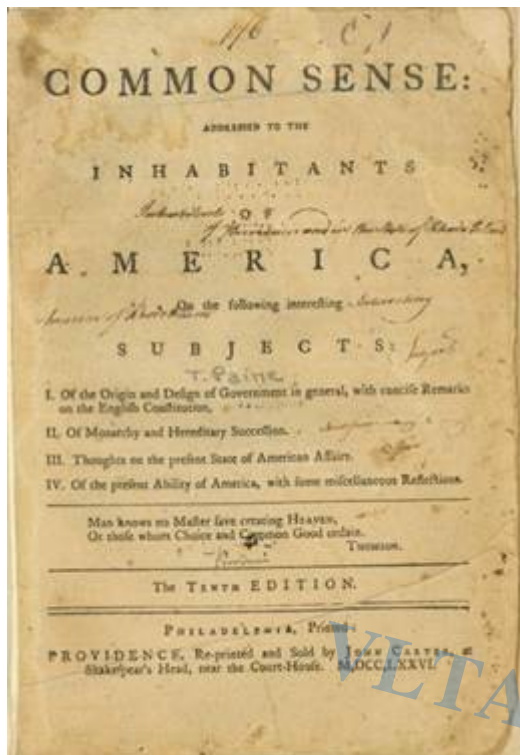 176 C, 1
COMMON SENSE:
ADDRESSED TO THE
INHABITANTS
OF
AMERICA,
On the following interesting
SUBJECTS:
T. Paine
I. Of the Origin and Deſign of Government in general, with conciſe Remarks
on the Engliſh Conſtitution.
II. Of Monarchy and Hereditary Succeſſion.
III. Thoughts on the preſent State of American Affairs.
IV. Of the preſent Ability of America, with ſome miſcellaneous Reflections.
Man knows no Maſter ſave creating HEAVEN,
Or thoſe whom Choice and Common Good ordain.
THOMSON.
The TENTH EDITION.
PHILADELPHIA, Printed:
PROVIDENCE, Re-printed and Sold by JOHN CARTER, at
Shakeſpear's Head, near the Court-Houſe. M,DCC,LXXVI.
VLTA